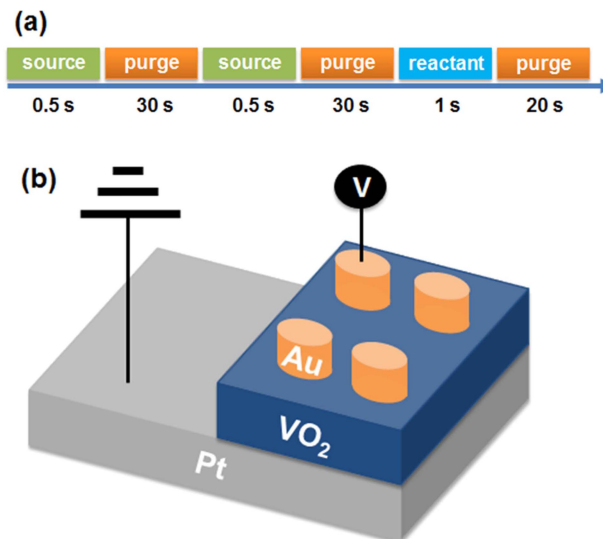 (a)
source purge source purge reactant purge
0.5 s 30 s 0.5 s 30 s 1 s 20 s
(b)
V
Au
VO2
Pt